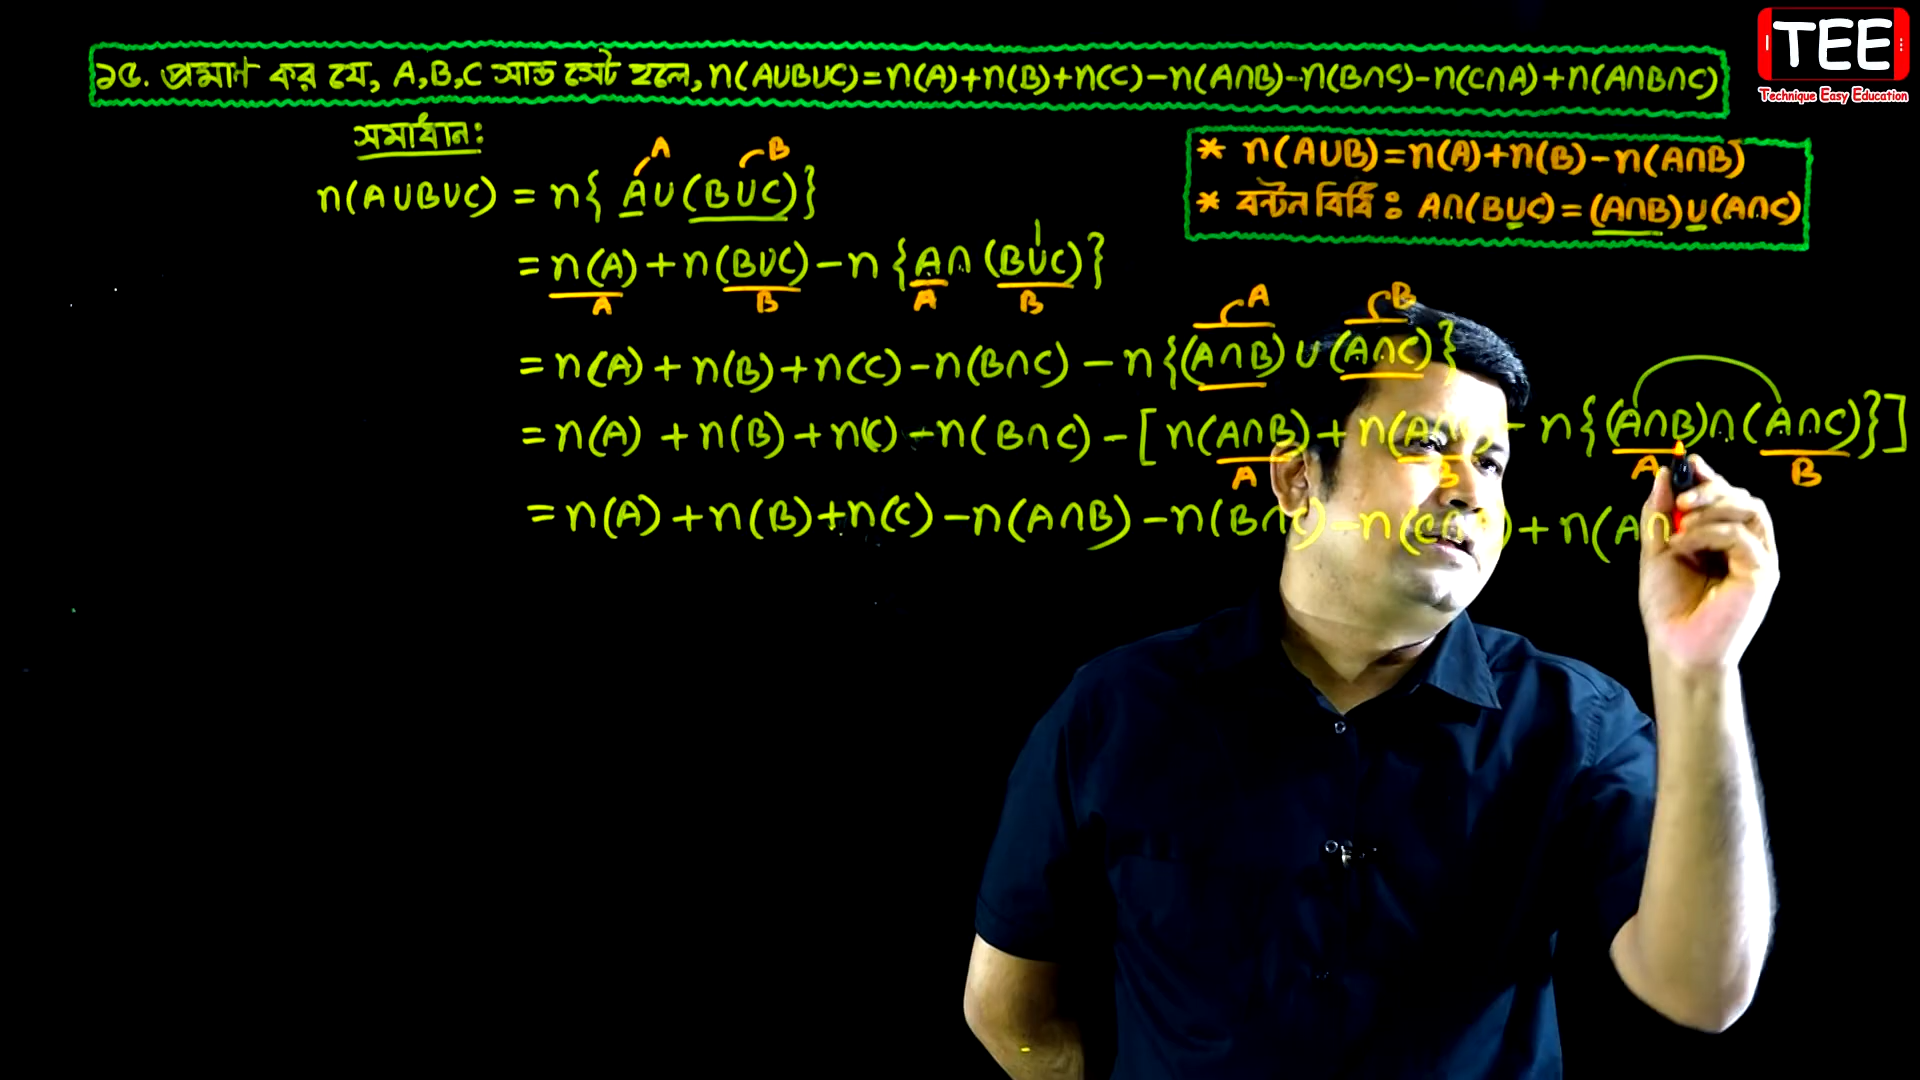 TEE
Technique Easy Education
১৫. প্রমাণ কর যে, A,B,C সান্ত সেট হলে, n(A∪B∪C)=n(A)+n(B)+n(C)-n(A∩B)-n(B∩C)-n(C∩A)+n(A∩B∩C)
সমাধান:
* n(A∪B)=n(A)+n(B)-n(A∩B)
* বন্টন বিধি: A∩(B∪C)=(A∩B)∪(A∩C)
A B
n(A∪B∪C) = n{ A∪(B∪C)}
= n(A)+n(B∪C)-n{A∩(B∪C)}
A B A B
A B
= n(A)+n(B)+n(C)-n(B∩C)-n{(A∩B)∪(A∩C)}
= n(A)+n(B)+n(C)-n(B∩C)-[n(A∩B)+n(A∩C)-n{(A∩B)∩(A∩C)}]
A B A B
= n(A)+n(B)+n(C)-n(A∩B)-n(B∩C)-n(C∩A)+n(A∩